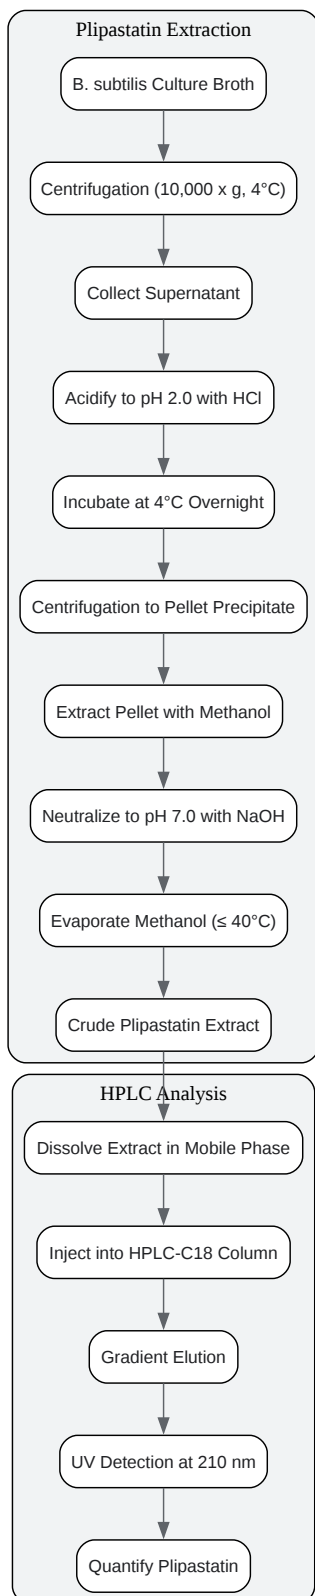 Plipastatin Extraction
B. subtilis Culture Broth
Centrifugation (10,000 x g, 4°C)
Collect Supernatant
Acidify to pH 2.0 with HCl
Incubate at 4°C Overnight
Centrifugation to Pellet Precipitate
Extract Pellet with Methanol
Neutralize to pH 7.0 with NaOH
Evaporate Methanol (≤ 40°C)
Crude Plipastatin Extract
HPLC Analysis
Dissolve Extract in Mobile Phase
Inject into HPLC-C18 Column
Gradient Elution
UV Detection at 210 nm
Quantify Plipastatin